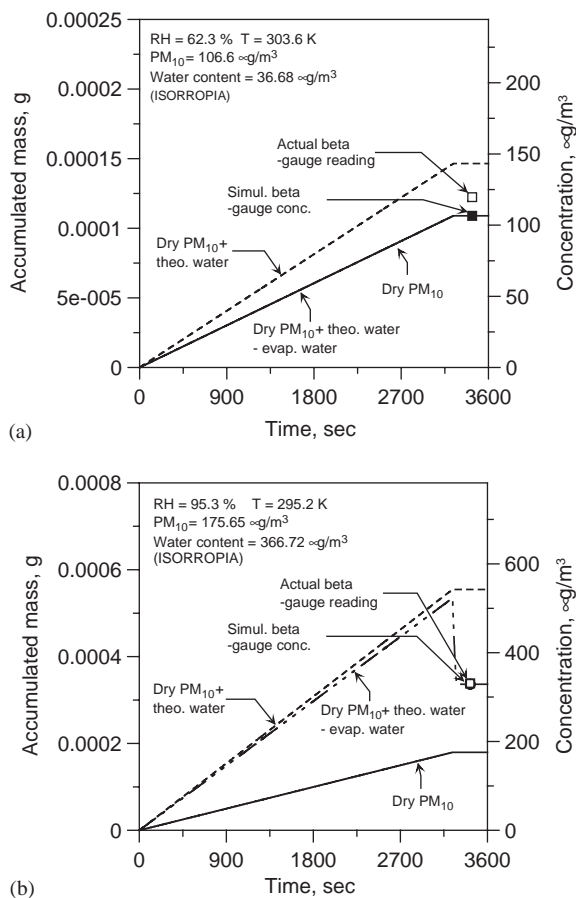 0.00025
0.0002
0.00015
0.0001
5e-005
0
Accumulated mass, g
RH = 62.3 % T = 303.6 K
PM10 = 106.6 ∝g/m3
Water content = 36.68 ∝g/m3
(ISORROPIA)
Actual beta
-gauge reading
Simul. beta
-gauge conc.
Dry PM10+
theo. water
Dry PM10
Dry PM10+ theo. water
- evap. water
200
150
100
50
0
Concentration, ∝g/m3
0 900 1800 2700 3600
Time, sec
(a)
0.0008
0.0006
0.0004
0.0002
0
Accumulated mass, g
RH = 95.3 % T = 295.2 K
PM10 = 175.65 ∝g/m3
Water content = 366.72 ∝g/m3
(ISORROPIA)
Actual beta
-gauge reading
Simul. beta
-gauge conc.
Dry PM10+
theo. water
Dry PM10+ theo. water
- evap. water
Dry PM10
600
400
300
200
0
Concentration, ∝g/m3
0 900 1800 2700 3600
Time, sec
(b)